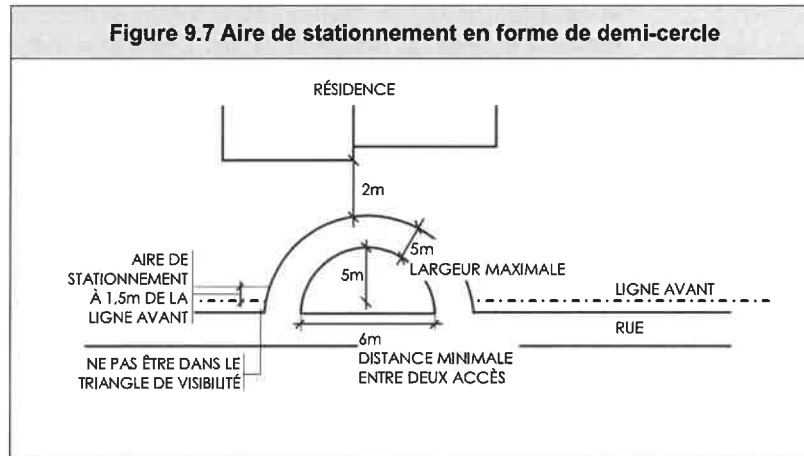 Figure 9.7 Aire de stationnement en forme de demi-cercle
RÉSIDENCE
2m
AIRE DE
STATIONNEMENT
À 1,5m DE LA
LIGNE AVANT
5m
5m
LARGEUR MAXIMALE
LIGNE AVANT
RUE
6m
DISTANCE MINIMALE
ENTRE DEUX ACCÈS
NE PAS ÊTRE DANS LE
TRIANGLE DE VISIBILITÉ